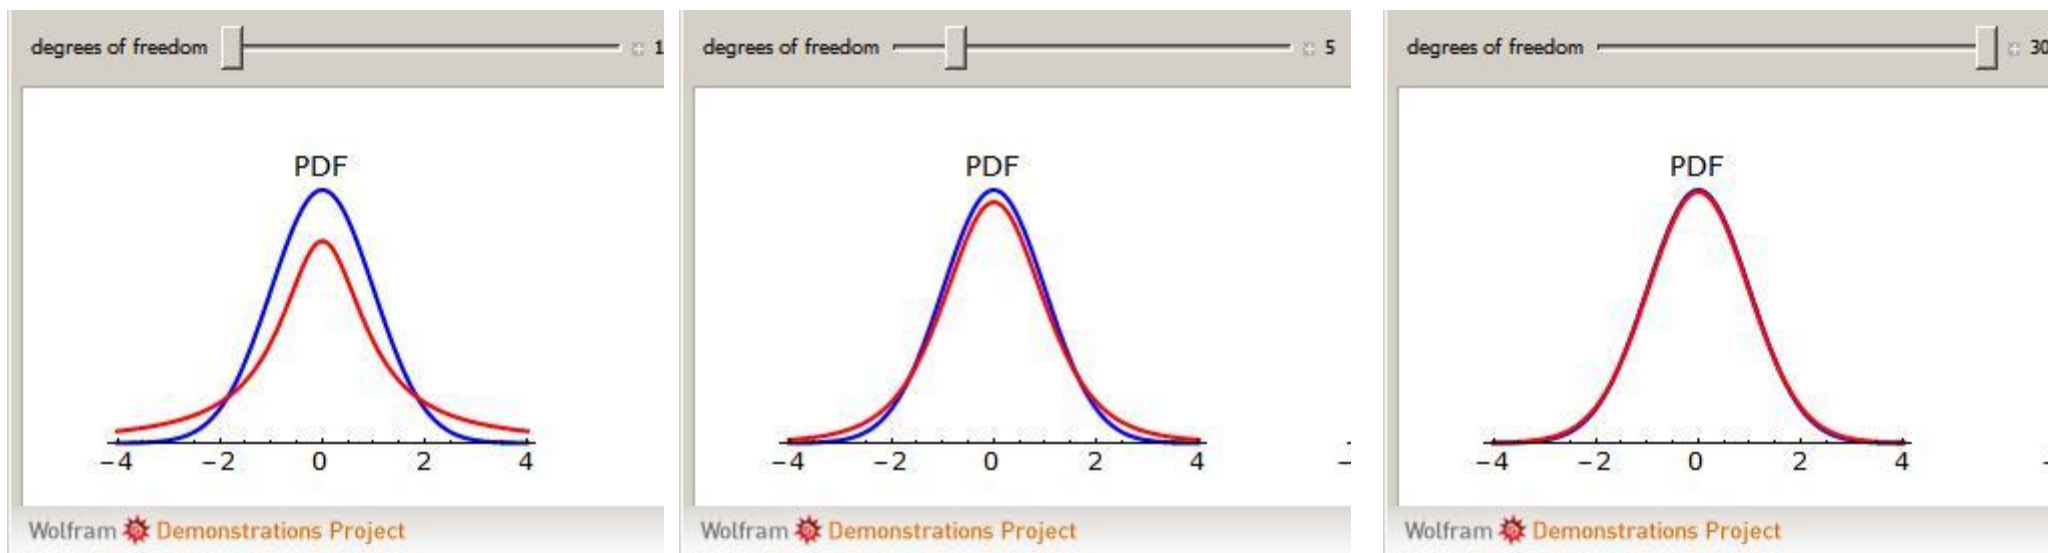 degrees of freedom 1
PDF
−4 −2 0 2 4
Wolfram Demonstrations Project
degrees of freedom 5
PDF
−4 −2 0 2 4
Wolfram Demonstrations Project
degrees of freedom 30
PDF
−4 −2 0 2 4
Wolfram Demonstrations Project